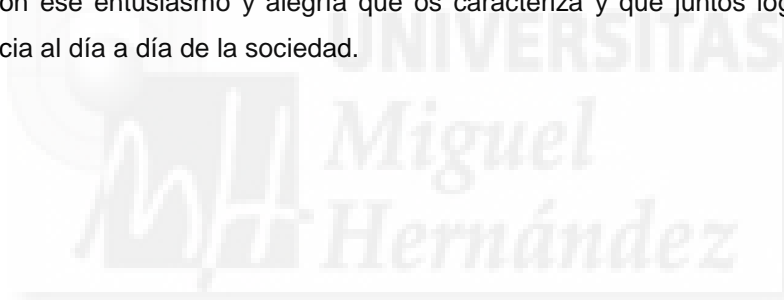 on ese entusiasmo y alegría que os caracteriza y que juntos log
cia al día a día de la sociedad.
UNIVERSITAS
Miguel
Hernández